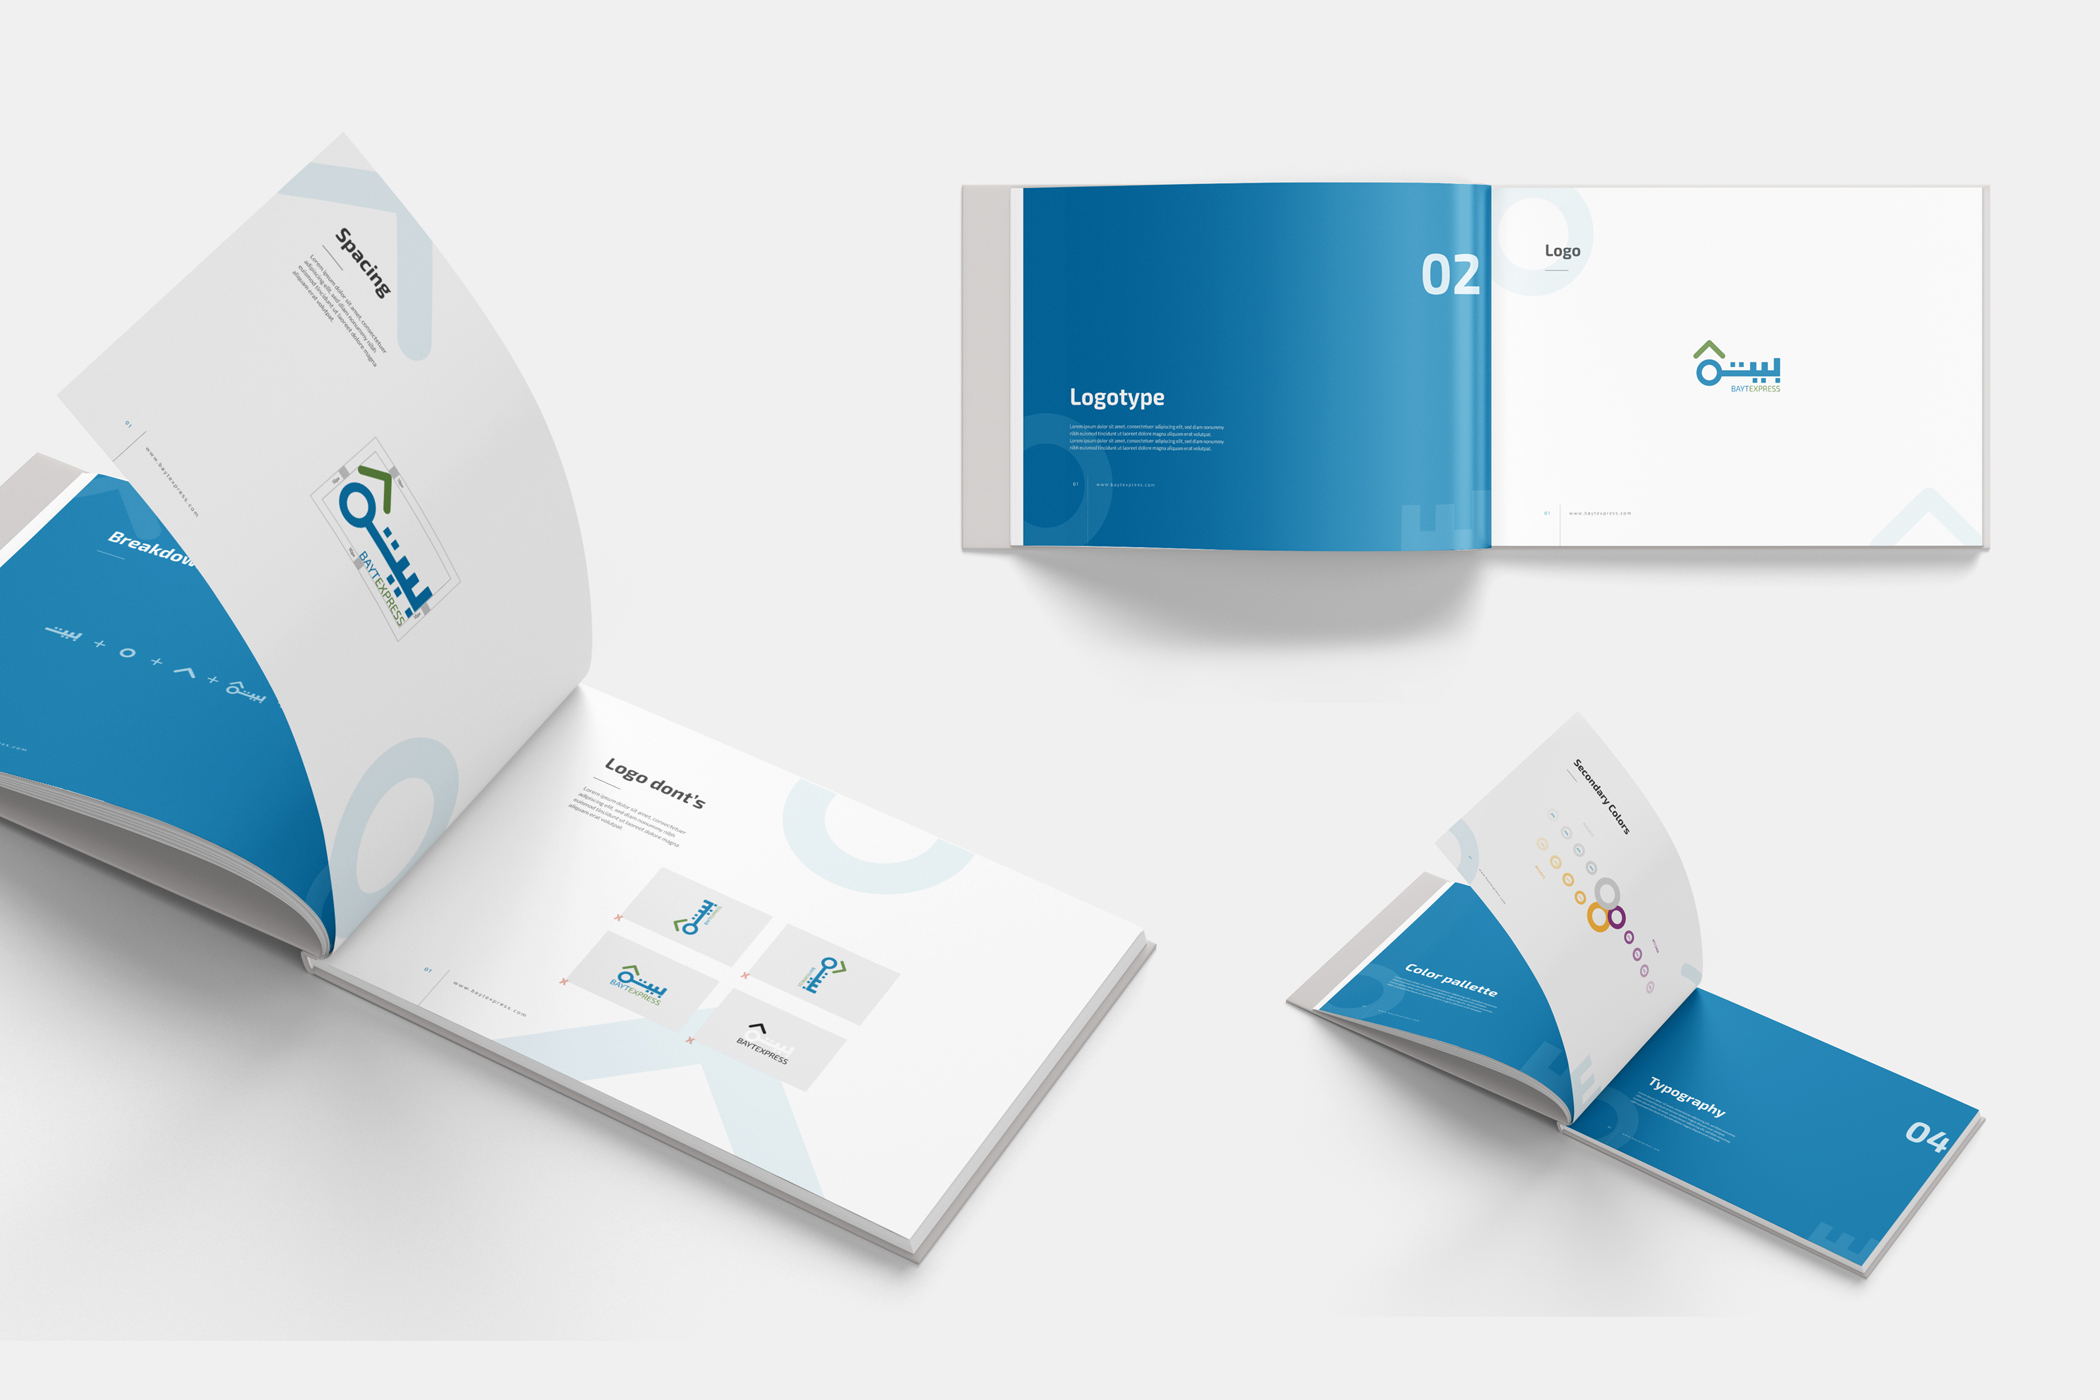 Spacing
Lorem ipsum dolor sit amet, consectetuer
adipiscing elit, sed diam nonummy nibh
euismod tincidunt ut laoreet dolore magna
aliquam erat volutpat.
بيت
BAYTEXPRESS
01
www.baytexpress.com
Breakdow
بيت + o + ^ + بيت
Logo dont's
Lorem ipsum dolor sit amet, consectetuer
adipiscing elit, sed diam nonummy nibh
euismod tincidunt ut laoreet dolore magna
aliquam erat volutpat.
بيت
بيت
بيت
BAYTEXPRESS
بيت
BAYTEXPRESS
01
www.baytexpress.com
02
Logotype
Lorem ipsum dolor sit amet, consectetuer adipiscing elit, sed diam nonummy
nibh euismod tincidunt ut laoreet dolore magna aliquam erat volutpat.
Lorem ipsum dolor sit amet, consectetuer adipiscing elit, sed diam nonummy
nibh euismod tincidunt ut laoreet dolore magna aliquam erat volutpat.
01
www.baytexpress.com
Logo
بيت
BAYTEXPRESS
01
www.baytexpress.com
Secondary Colors
Color pallette
Typography
04